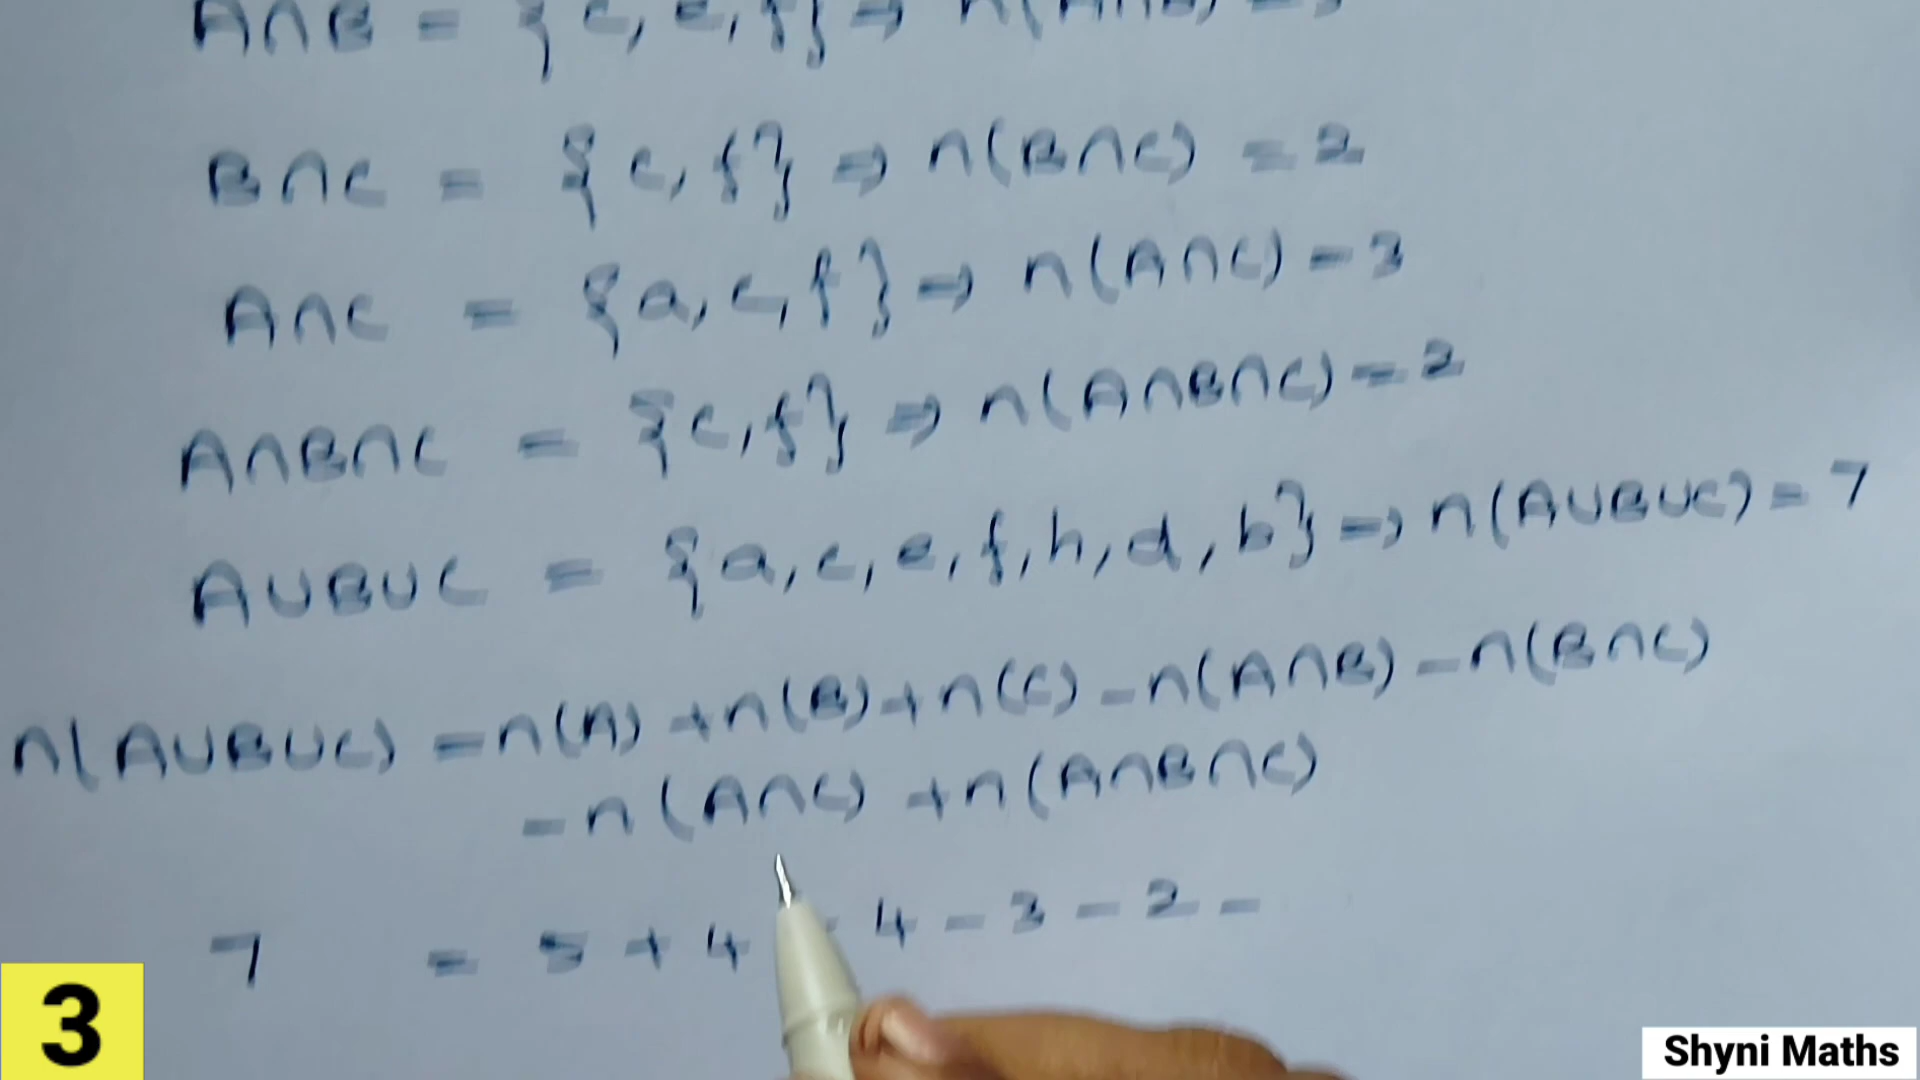 A∩B = {c, e, f} ⇒ n(A∩B) = 3
B∩C = {c, f} ⇒ n(B∩C) = 2
A∩C = {a, c, f} ⇒ n(A∩C) = 3
A∩B∩C = {c, f} ⇒ n(A∩B∩C) = 2
A∪B∪C = {a, c, e, f, h, d, b} ⇒ n(A∪B∪C) = 7
n(A∪B∪C) = n(A) + n(B) + n(C) - n(A∩B) - n(B∩C)
- n(A∩C) + n(A∩B∩C)
7 = 5 + 4 4 - 3 - 2 -
3
Shyni Maths